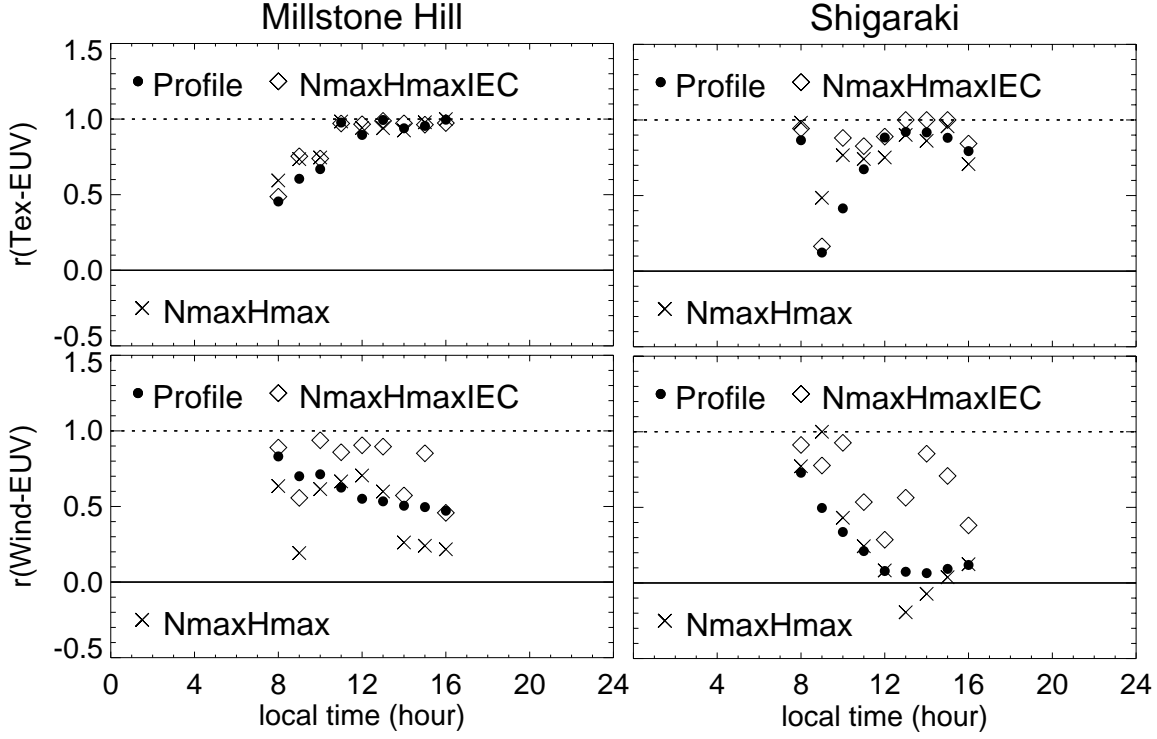 Millstone Hill
Shigaraki
r(Tex-EUV)
1.5
1.0
0.5
0.0
-0.5
Profile NmaxHmaxIEC
NmaxHmax
Profile NmaxHmaxIEC
NmaxHmax
r(Wind-EUV)
1.5
1.0
0.5
0.0
-0.5
Profile NmaxHmaxIEC
NmaxHmax
Profile NmaxHmaxIEC
NmaxHmax
0 4 8 12 16 20 24
4 8 12 16 20 24
local time (hour)
local time (hour)